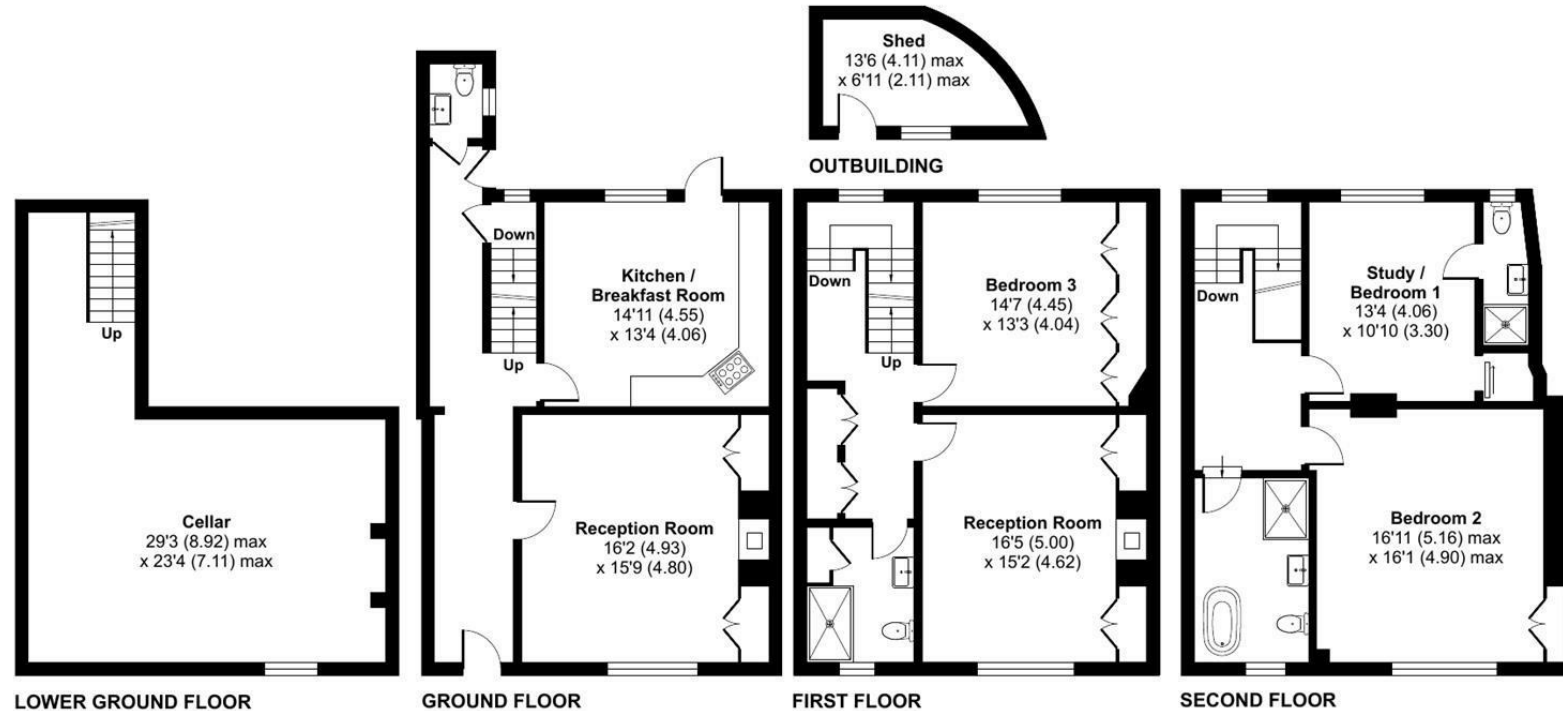 Shed
13'6 (4.11) max
x 6'11 (2.11) max
OUTBUILDING
Up
Cellar
29'3 (8.92) max
x 23'4 (7.11) max
LOWER GROUND FLOOR
Down
Up
Kitchen /
Breakfast Room
14'11 (4.55)
x 13'4 (4.06)
Reception Room
16'2 (4.93)
x 15'9 (4.80)
GROUND FLOOR
Down
Up
Bedroom 3
14'7 (4.45)
x 13'3 (4.04)
Reception Room
16'5 (5.00)
x 15'2 (4.62)
FIRST FLOOR
Down
Study /
Bedroom 1
13'4 (4.06)
x 10'10 (3.30)
Bedroom 2
16'11 (5.16) max
x 16'1 (4.90) max
SECOND FLOOR